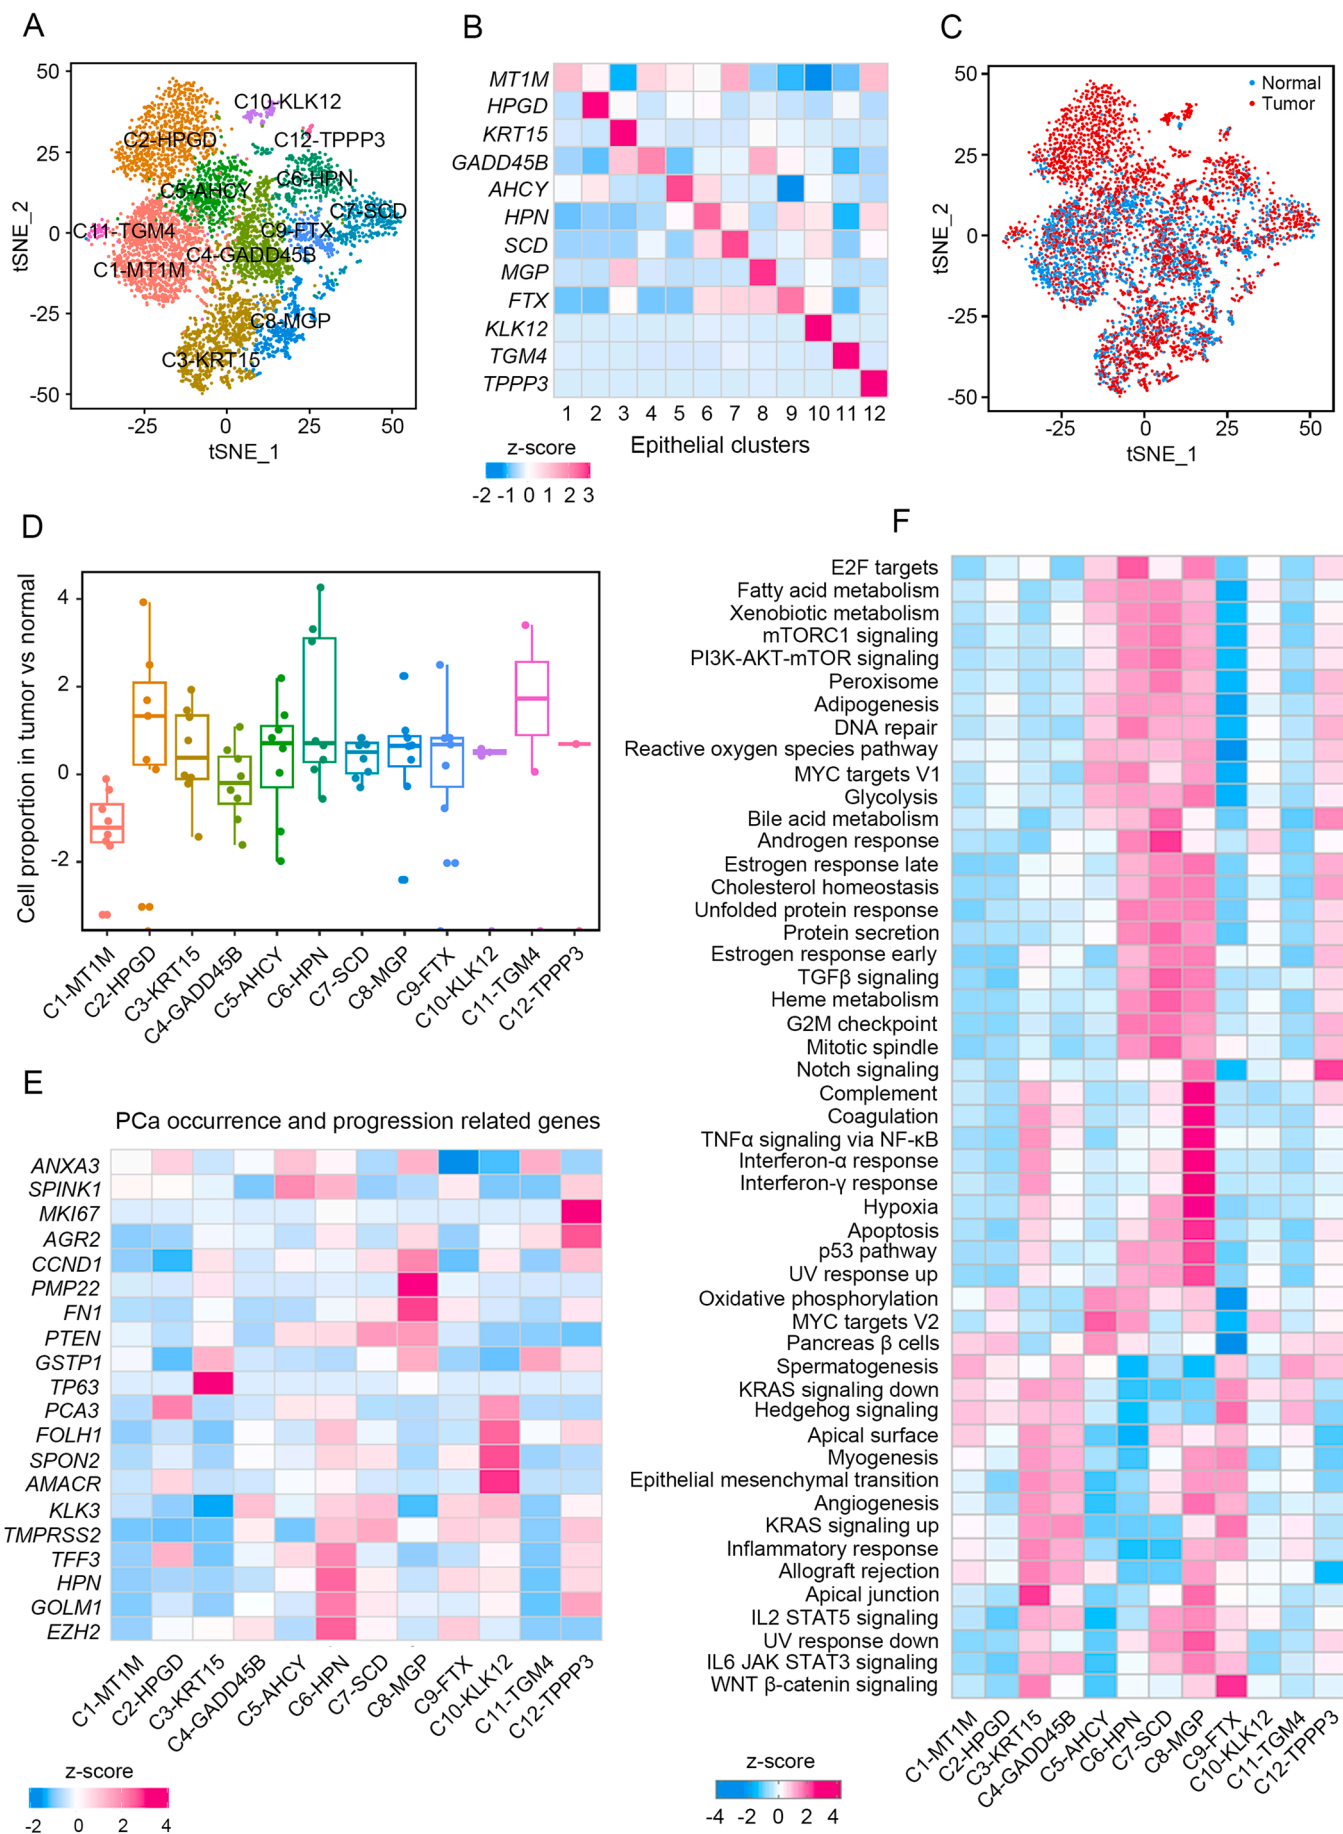 A
50
25
0
-25
-50
tSNE_2
-25
0
25
50
tSNE_1
C10-KLK12
C2-HPGD
C12-TPPP3
C5-AHCY
C6-HPN
C7-SCD
C11-TGM4
C9-FTX
C4-GADD45B
C1-MT1M
C8-MGP
C3-KRT15
B
MT1M
HPGD
KRT15
GADD45B
AHCY
HPN
SCD
MGP
FTX
KLK12
TGM4
TPPP3
1 2 3 4 5 6 7 8 9 10 11 12
Epithelial clusters
z-score
-2 -1 0 1 2 3
C
Normal
Tumor
50
25
0
-25
-50
tSNE_2
-25
0
25
50
tSNE_1
D
Cell proportion in tumor vs normal
4
2
0
-2
C1-MT1M
C2-HPGD
C3-KRT15
C4-GADD45B
C5-AHCY
C6-HPN
C7-SCD
C8-MGP
C9-FTX
C10-KLK12
C11-TGM4
C12-TPPP3
E
PCa occurrence and progression related genes
ANXA3
SPINK1
MKI67
AGR2
CCND1
PMP22
FN1
PTEN
GSTP1
TP63
PCA3
FOLH1
SPON2
AMACR
KLK3
TMPRSS2
TFF3
HPN
GOLM1
EZH2
C1-MT1M
C2-HPGD
C3-KRT15
C4-GADD45B
C5-AHCY
C6-HPN
C7-SCD
C8-MGP
C9-FTX
C10-KLK12
C11-TGM4
C12-TPPP3
z-score
-2 0 2 4
F
E2F targets
Fatty acid metabolism
Xenobiotic metabolism
mTORC1 signaling
PI3K-AKT-mTOR signaling
Peroxisome
Adipogenesis
DNA repair
Reactive oxygen species pathway
MYC targets V1
Glycolysis
Bile acid metabolism
Androgen response
Estrogen response late
Cholesterol homeostasis
Unfolded protein response
Protein secretion
Estrogen response early
TGFβ signaling
Heme metabolism
G2M checkpoint
Mitotic spindle
Notch signaling
Complement
Coagulation
TNFα signaling via NF-κB
Interferon-α response
Interferon-γ response
Hypoxia
Apoptosis
p53 pathway
UV response up
Oxidative phosphorylation
MYC targets V2
Pancreas β cells
Spermatogenesis
KRAS signaling down
Hedgehog signaling
Apical surface
Myogenesis
Epithelial mesenchymal transition
Angiogenesis
KRAS signaling up
Inflammatory response
Allograft rejection
Apical junction
IL2 STAT5 signaling
UV response down
IL6 JAK STAT3 signaling
WNT β-catenin signaling
C1-MT1M
C2-HPGD
C3-KRT15
C4-GADD45B
C5-AHCY
C6-HPN
C7-SCD
C8-MGP
C9-FTX
C10-KLK12
C11-TGM4
C12-TPPP3
z-score
-4 -2 0 2 4